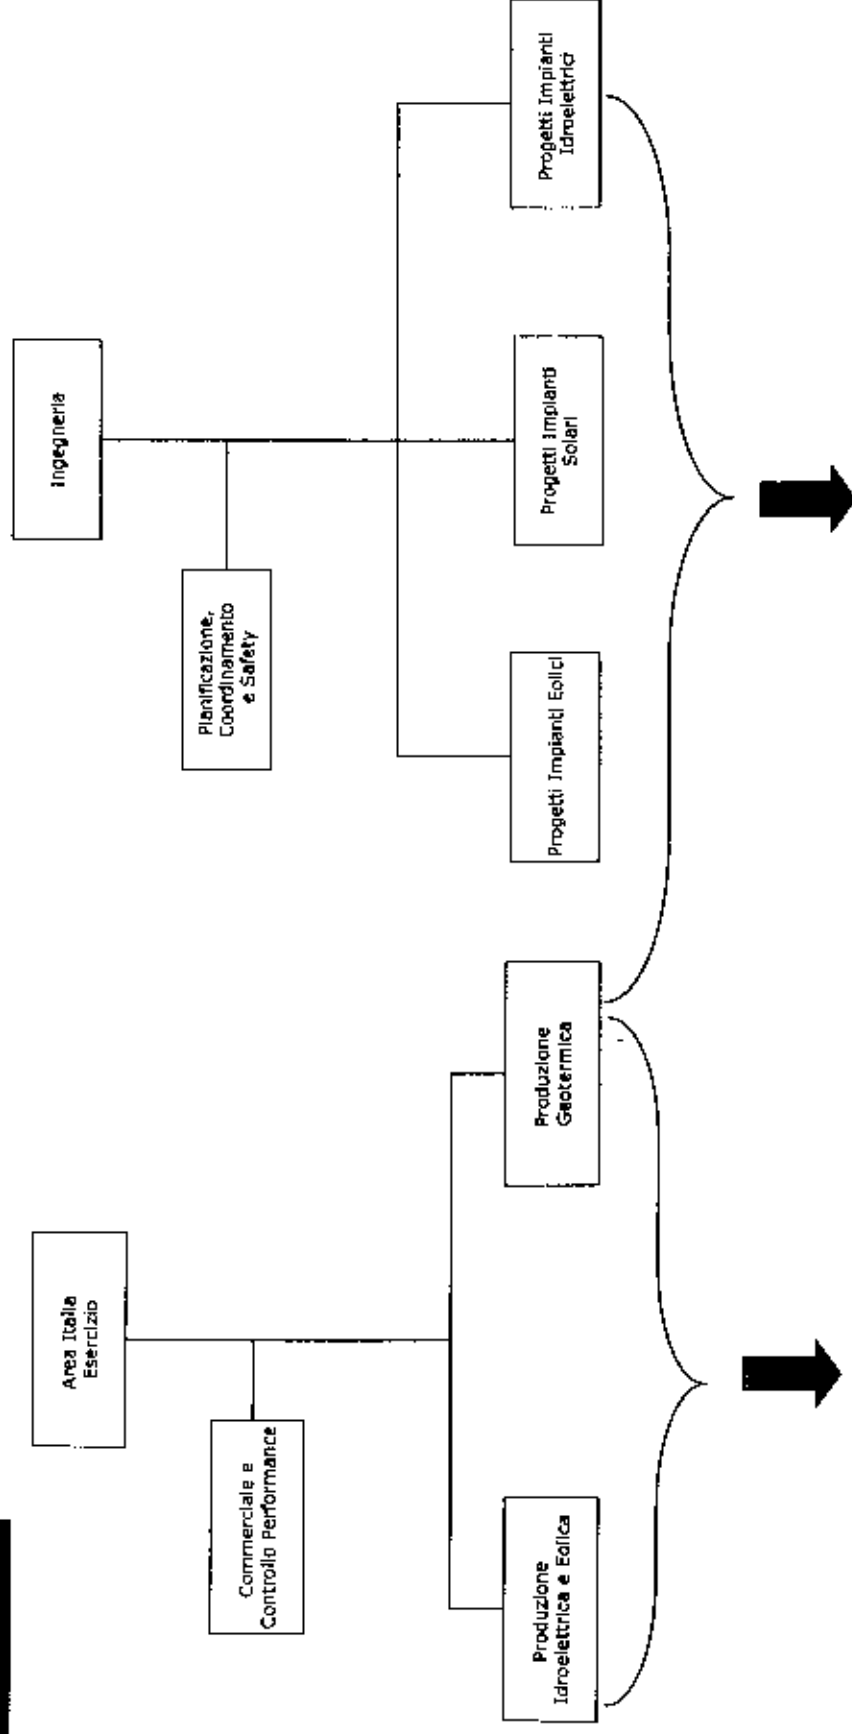 Area Italia
Esercizio
Commerciale e
Controllo Performance
Produzione
Idroelettrica e Eolica
Produzione
Geotermica
Ingegneria
Planificazione,
Coordinamento
e Safety
Progetti Impianti Eolici
Progetti Impianti
Solari
Progetti Impianti
Idroelettrici